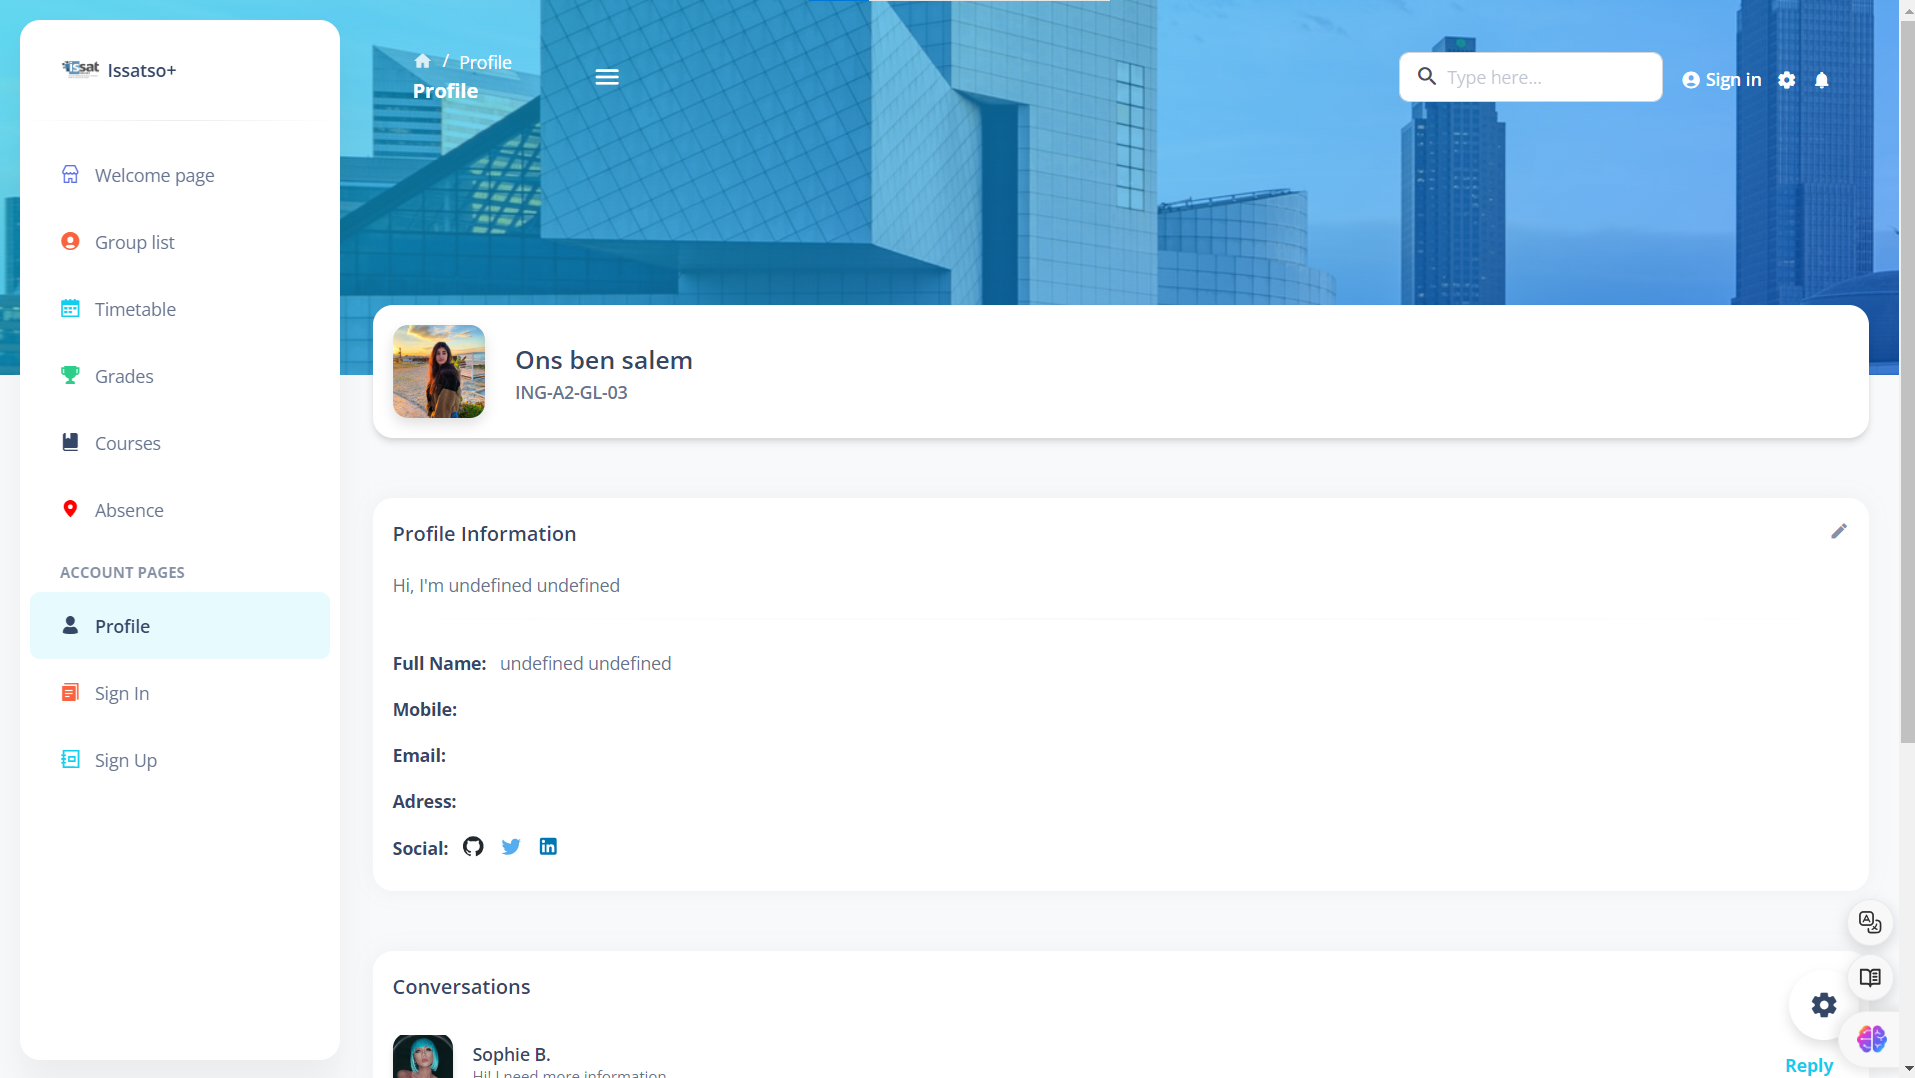 issat
Issatso+
Welcome page
Group list
Timetable
Grades
Courses
Absence
ACCOUNT PAGES
Profile
Sign In
Sign Up
/ Profile
Profile
Type here...
Sign in
Ons ben salem
ING-A2-GL-03
Profile Information
Hi, I'm undefined undefined
Full Name: undefined undefined
Mobile:
Email:
Adress:
Social:
Conversations
Sophie B.
Hi! I need more information
Reply